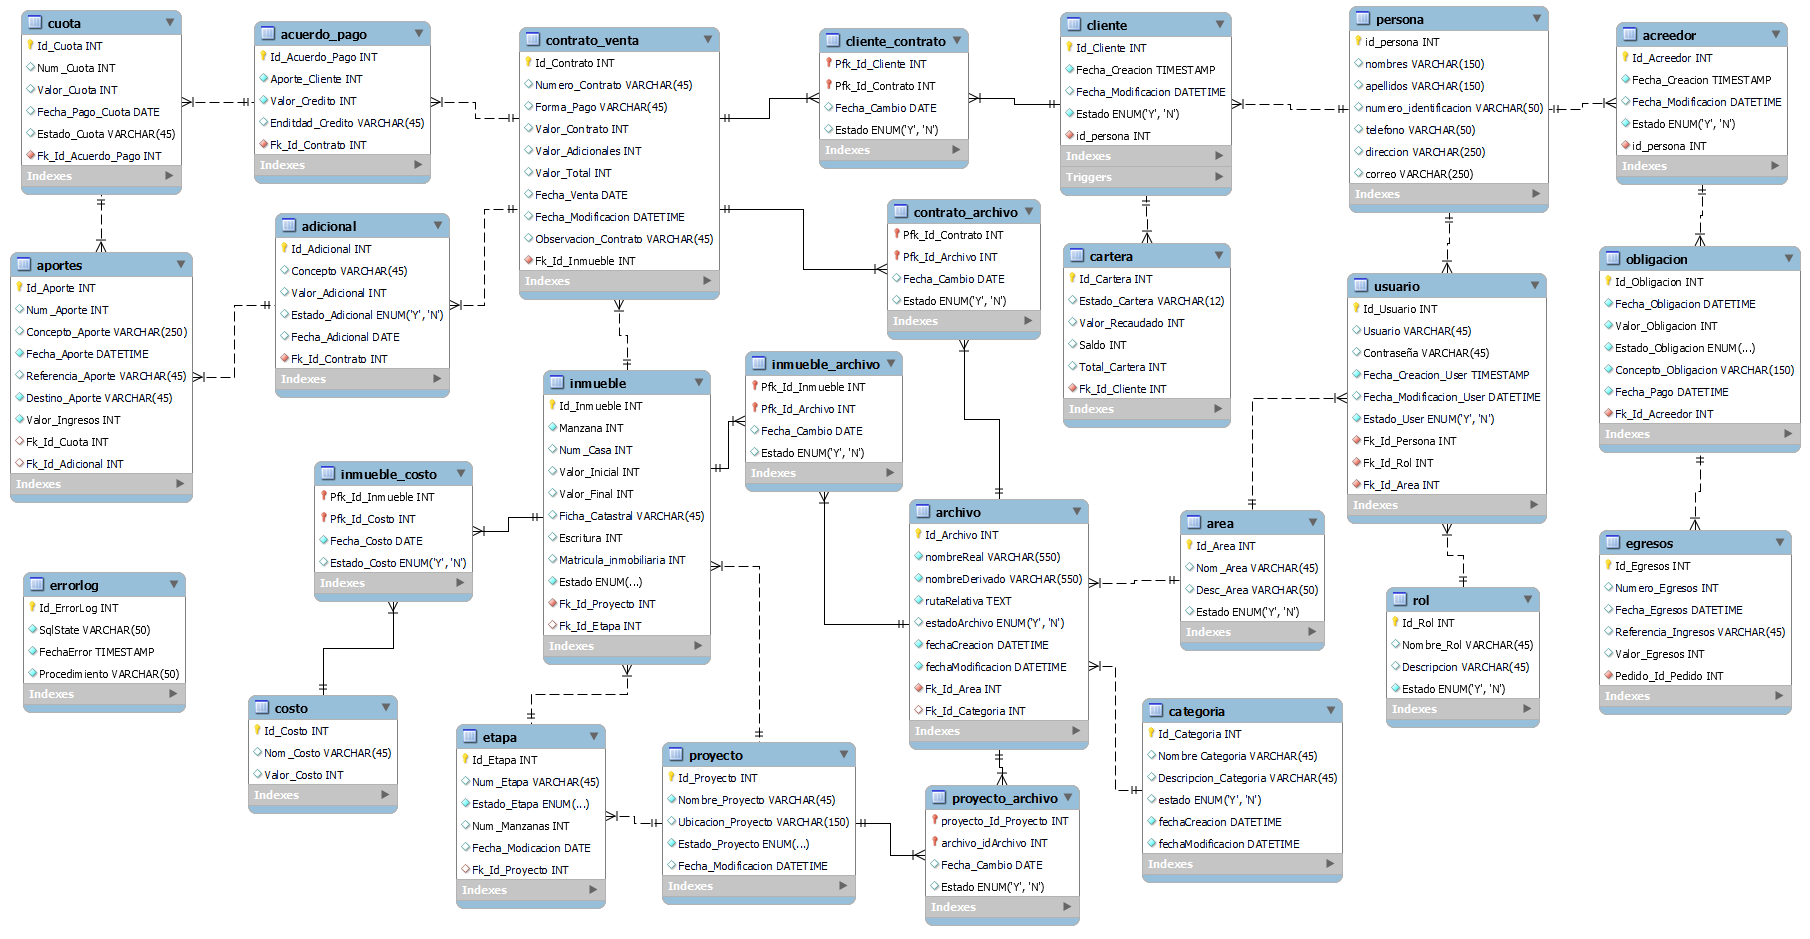 cuota
Id_Cuota INT
Num_Cuota INT
Valor_Cuota INT
Fecha_Pago_Cuota DATE
Estado_Cuota VARCHAR(45)
Fk_Id_Acuerdo_Pago INT
Indexes
acuerdo_pago
Id_Acuerdo_Pago INT
Aporte_Cliente INT
Valor_Credito INT
Enditdad_Credito VARCHAR(45)
Fk_Id_Contrato INT
Indexes
contrato_venta
Id_Contrato INT
Numero_Contrato VARCHAR(45)
Forma_Pago VARCHAR(45)
Valor_Contrato INT
Valor_Adicionales INT
Valor_Total INT
Fecha_Venta DATE
Fecha_Modificacion DATETIME
Observacion_Contrato VARCHAR(45)
Fk_Id_Inmueble INT
Indexes
cliente_contrato
Pfk_Id_Cliente INT
Pfk_Id_Contrato INT
Fecha_Cambio DATE
Estado ENUM('Y', 'N')
Indexes
cliente
Id_Cliente INT
Fecha_Creacion TIMESTAMP
Fecha_Modificacion DATETIME
Estado ENUM('Y', 'N')
id_persona INT
Indexes
Triggers
persona
id_persona INT
nombres VARCHAR(150)
apellidos VARCHAR(150)
numero_identificacion VARCHAR(50)
telefono VARCHAR(50)
direccion VARCHAR(250)
correo VARCHAR(250)
Indexes
acreedor
Id_Acreedor INT
Fecha_Creacion TIMESTAMP
Fecha_Modificacion DATETIME
Estado ENUM('Y', 'N')
id_persona INT
Indexes
aportes
Id_Aporte INT
Num_Aporte INT
Concepto_Aporte VARCHAR(250)
Fecha_Aporte DATETIME
Referencia_Aporte VARCHAR(45)
Destino_Aporte VARCHAR(45)
Valor_Ingresos INT
Fk_Id_Cuota INT
Fk_Id_Adicional INT
Indexes
adicional
Id_Adicional INT
Concepto VARCHAR(45)
Valor_Adicional INT
Estado_Adicional ENUM('Y', 'N')
Fecha_Adicional DATE
Fk_Id_Contrato INT
Indexes
contrato_archivo
Pfk_Id_Contrato INT
Pfk_Id_Archivo INT
Fecha_Cambio DATE
Estado ENUM('Y', 'N')
Indexes
cartera
Id_Cartera INT
Estado_Cartera VARCHAR(12)
Valor_Recaudado INT
Saldo INT
Total_Cartera INT
Fk_Id_Cliente INT
Indexes
usuario
Id_Usuario INT
Usuario VARCHAR(45)
Contraseña VARCHAR(45)
Fecha_Creacion_User TIMESTAMP
Fecha_Modificacion_User DATETIME
Estado_User ENUM('Y', 'N')
Fk_Id_Persona INT
Fk_Id_Rol INT
Fk_Id_Area INT
Indexes
obligacion
Id_Obligacion INT
Fecha_Obligacion DATETIME
Valor_Obligacion INT
Estado_Obligacion ENUM(...)
Concepto_Obligacion VARCHAR(150)
Fecha_Pago DATETIME
Fk_Id_Acreedor INT
Indexes
inmueble
Id_Inmueble INT
Manzana INT
Num_Casa INT
Valor_Inicial INT
Valor_Final INT
Ficha_Catastral VARCHAR(45)
Escritura INT
Matricula_inmobiliaria INT
Estado ENUM(...)
Fk_Id_Proyecto INT
Fk_Id_Etapa INT
Indexes
inmueble_archivo
Pfk_Id_Inmueble INT
Pfk_Id_Archivo INT
Fecha_Cambio DATE
Estado ENUM('Y', 'N')
Indexes
inmueble_costo
Pfk_Id_Inmueble INT
Pfk_Id_Costo INT
Fecha_Costo DATE
Estado_Costo ENUM('Y', 'N')
Indexes
archivo
Id_Archivo INT
nombreReal VARCHAR(550)
nombreDerivado VARCHAR(550)
rutaRelativa TEXT
estadoArchivo ENUM('Y', 'N')
fechaCreacion DATETIME
fechaModificacion DATETIME
Fk_Id_Area INT
Fk_Id_Categoria INT
Indexes
area
Id_Area INT
Nom_Area VARCHAR(45)
Desc_Area VARCHAR(50)
Estado ENUM('Y', 'N')
Indexes
rol
Id_Rol INT
Nombre_Rol VARCHAR(45)
Descripcion VARCHAR(45)
Estado ENUM('Y', 'N')
Indexes
egresos
Id_Egresos INT
Numero_Egresos INT
Fecha_Egresos DATETIME
Referencia_Ingresos VARCHAR(45)
Valor_Egresos INT
Pedido_Id_Pedido INT
Indexes
errorlog
Id_ErrorLog INT
SqlState VARCHAR(50)
FechaError TIMESTAMP
Procedimiento VARCHAR(50)
Indexes
costo
Id_Costo INT
Nom_Costo VARCHAR(45)
Valor_Costo INT
Indexes
etapa
Id_Etapa INT
Num_Etapa VARCHAR(45)
Estado_Etapa ENUM(...)
Num_Manzanas INT
Fecha_Modicacion DATE
Fk_Id_Proyecto INT
Indexes
proyecto
Id_Proyecto INT
Nombre_Proyecto VARCHAR(45)
Ubicacion_Proyecto VARCHAR(150)
Estado_Proyecto ENUM(...)
Fecha_Modificacion DATETIME
Indexes
proyecto_archivo
proyecto_Id_Proyecto INT
archivo_idArchivo INT
Fecha_Cambio DATE
Estado ENUM('Y', 'N')
Indexes
categoria
Id_Categoria INT
Nombre Categoria VARCHAR(45)
Descripcion_Categoria VARCHAR(45)
estado ENUM('Y', 'N')
fechaCreacion DATETIME
fechaModificacion DATETIME
Indexes